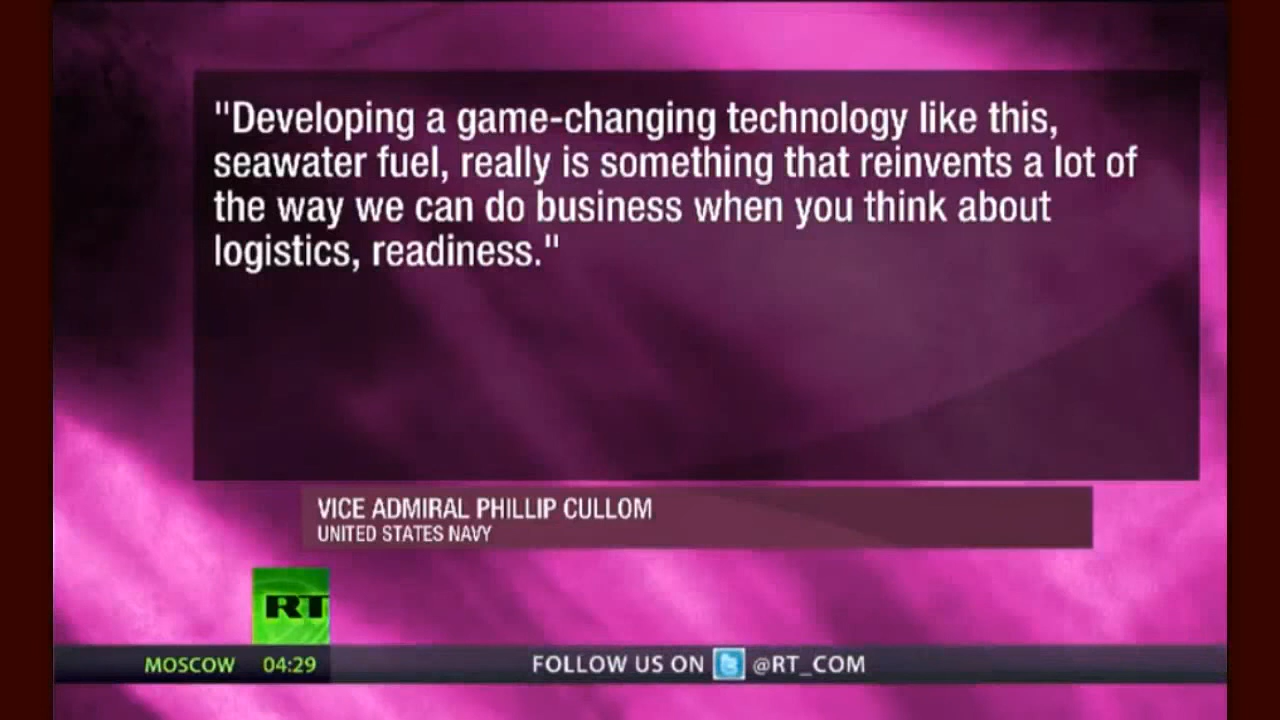 "Developing a game-changing technology like this,
seawater fuel, really is something that reinvents a lot of
the way we can do business when you think about
logistics, readiness."
VICE ADMIRAL PHILLIP CULLOM
UNITED STATES NAVY
RT
MOSCOW 04:29 FOLLOW US ON @RT_COM